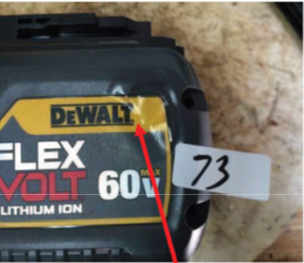 DEWALT
FLEX
VOLT
MAX
60V
LITHIUM ION
73